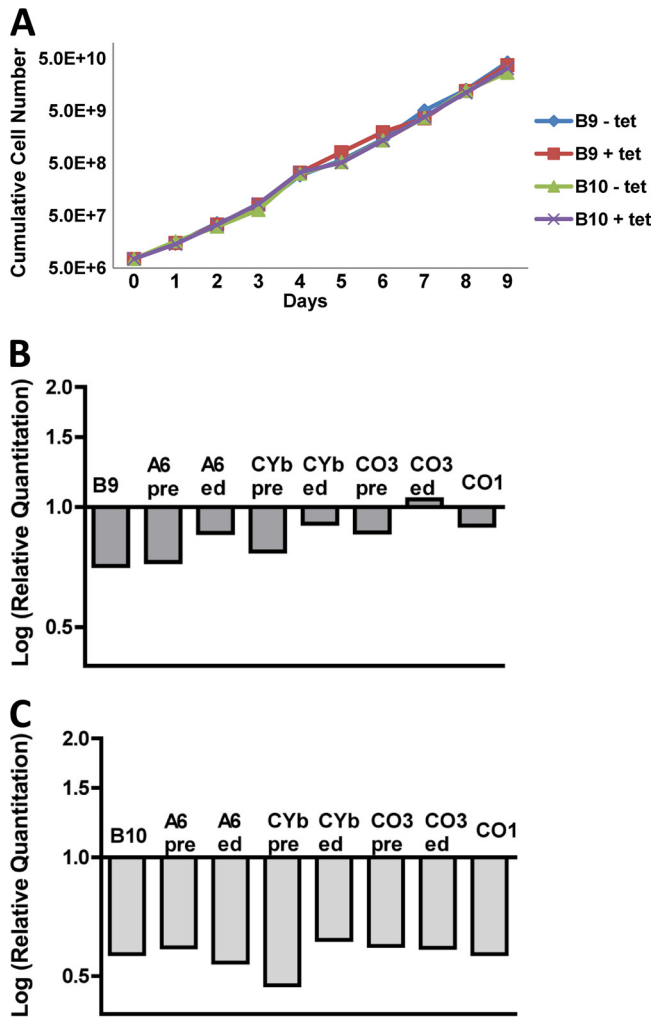 A
Cumulative Cell Number
5.0E+10
5.0E+9
5.0E+8
5.0E+7
5.0E+6
0 1 2 3 4 5 6 7 8 9
Days
B9 - tet
B9 + tet
B10 - tet
B10 + tet
B
Log (Relative Quantitation)
2.0
1.5
1.0
0.5
B9
A6 pre
A6 ed
CYb pre
CYb ed
CO3 pre
CO3 ed
CO1
C
Log (Relative Quantitation)
2.0
1.5
1.0
0.5
B10
A6 pre
A6 ed
CYb pre
CYb ed
CO3 pre
CO3 ed
CO1